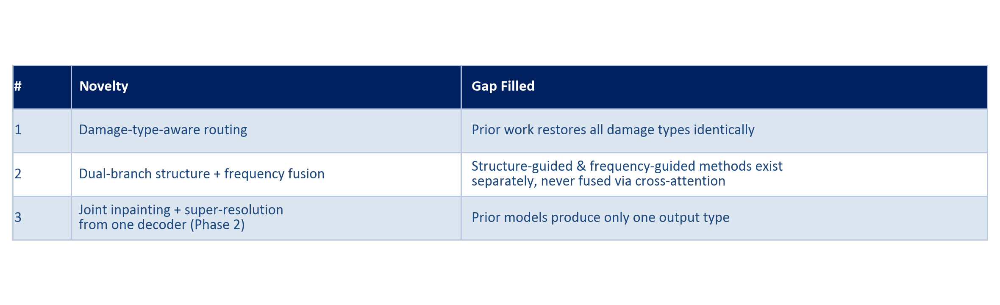 # Novelty Gap Filled
1 Damage-type-aware routing Prior work restores all damage types identically
2 Dual-branch structure + frequency fusion Structure-guided & frequency-guided methods exist
separately, never fused via cross-attention
3 Joint inpainting + super-resolution
from one decoder (Phase 2) Prior models produce only one output type